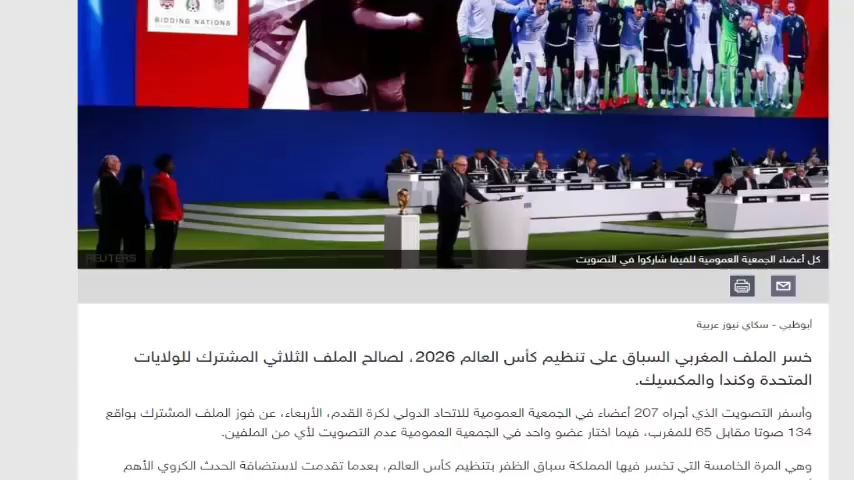 BIDDING NATIONS
REUTERS
كل أعضاء الجمعية العمومية للفيفا شاركوا في التصويت
أبوظبي - سكاي نيوز عربية
خسر الملف المغربي السباق على تنظيم كأس العالم 2026، لصالح الملف الثلاثي المشترك للولايات
المتحدة وكندا والمكسيك.
وأسفر التصويت الذي أجراه 207 أعضاء في الجمعية العمومية للاتحاد الدولي لكرة القدم، الأربعاء، عن فوز الملف المشترك بواقع
134 صوتا مقابل 65 للمغرب، فيما اختار عضو واحد في الجمعية العمومية عدم التصويت لأي من الملفين.
وهي المرة الخامسة التي تخسر فيها المملكة سباق الظفر بتنظيم كأس العالم، بعدما تقدمت لاستضافة الحدث الكروي الأهم